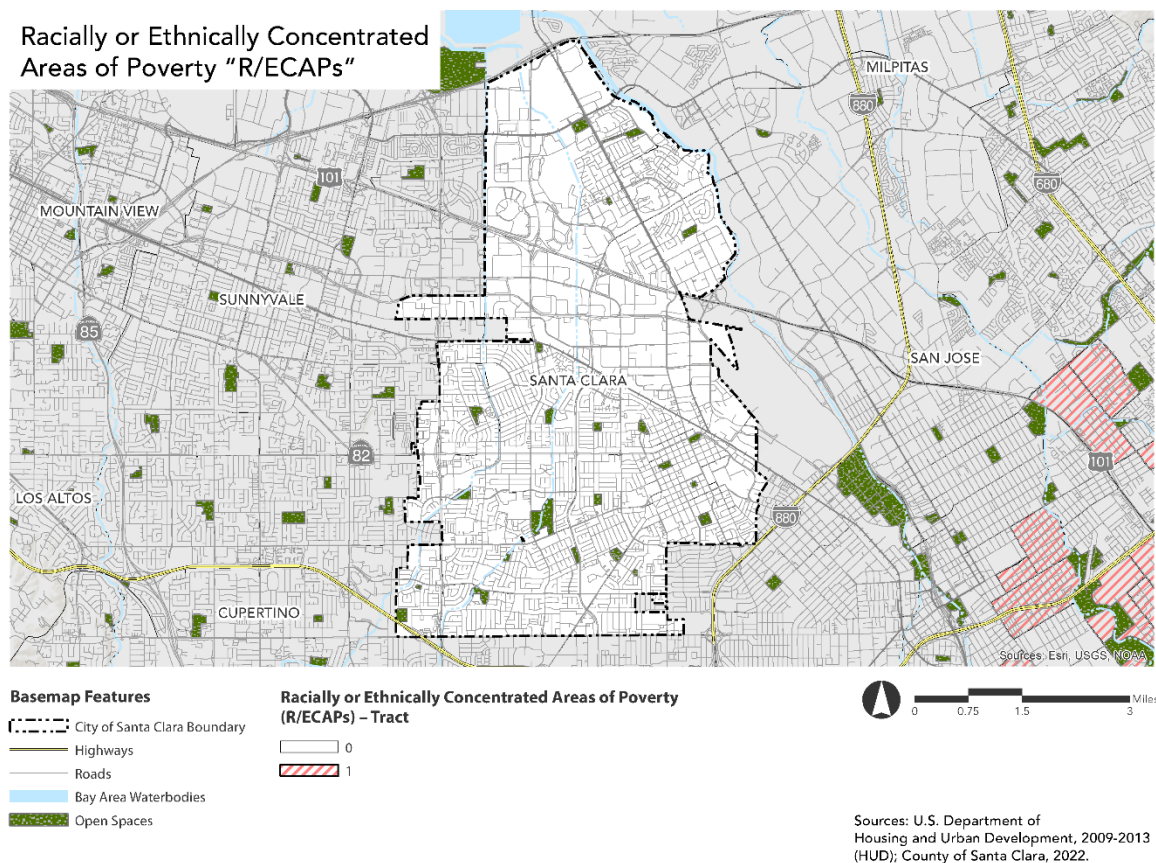 Racially or Ethnically Concentrated
Areas of Poverty “R/ECAPs”
MILPITAS
880
101
680
MOUNTAIN VIEW
SUNNYVALE
85
SAN JOSE
SANTA CLARA
82
101
LOS ALTOS
880
CUPERTINO
Sources: Esri, USGS, NOAA
Basemap Features
City of Santa Clara Boundary
Highways
Roads
Bay Area Waterbodies
Open Spaces
Racially or Ethnically Concentrated Areas of Poverty
(R/ECAPs) – Tract
0
1
Miles
0 0.75 1.5 3
Sources: U.S. Department of
Housing and Urban Development, 2009-2013
(HUD); County of Santa Clara, 2022.